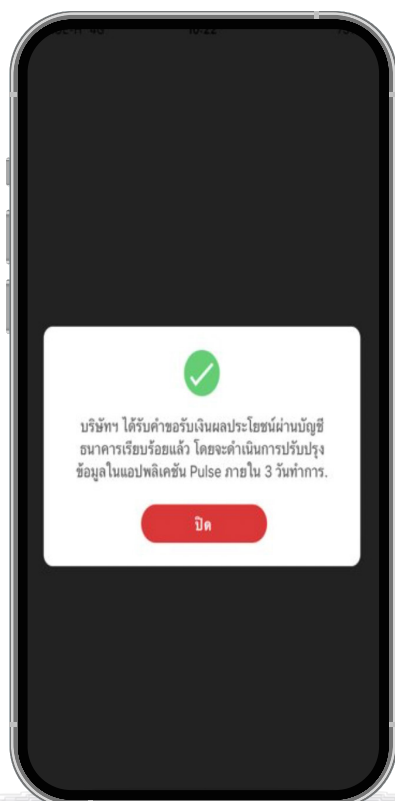 10:22
บริษัทฯ ได้รับคำขอรับเงินผลประโยชน์ผ่านบัญชี
ธนาคารเรียบร้อยแล้ว โดยจะดำเนินการปรับปรุง
ข้อมูลในแอปพลิเคชัน Pulse ภายใน 3 วันทำการ.
ปิด